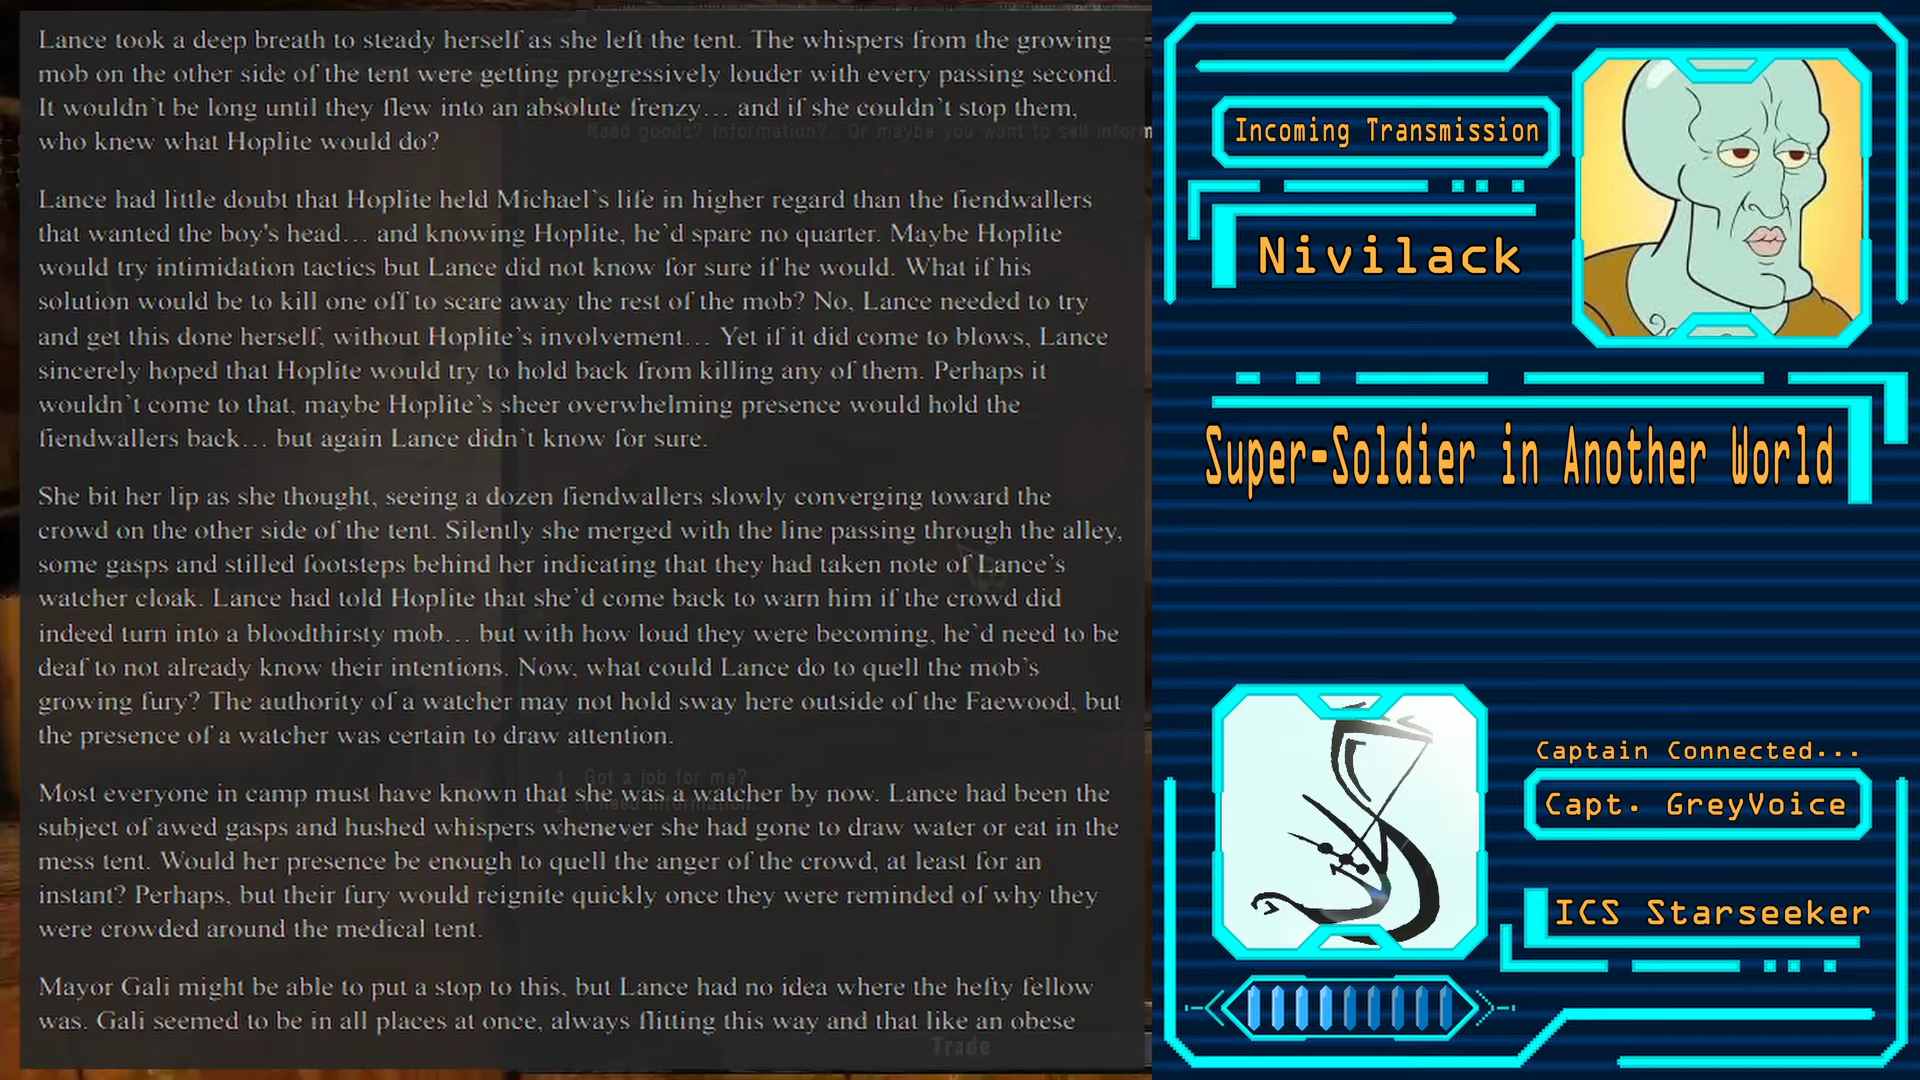 Lance took a deep breath to steady herself as she left the tent. The whispers from the growing
mob on the other side of the tent were getting progressively louder with every passing second.
It wouldn’t be long until they flew into an absolute frenzy… and if she couldn’t stop them,
who knew what Hoplite would do?
Need goods? Information?.. Or maybe you want to sell inform
Lance had little doubt that Hoplite held Michael’s life in higher regard than the fiendwallers
that wanted the boy's head… and knowing Hoplite, he’d spare no quarter. Maybe Hoplite
would try intimidation tactics but Lance did not know for sure if he would. What if his
solution would be to kill one off to scare away the rest of the mob? No, Lance needed to try
and get this done herself, without Hoplite’s involvement… Yet if it did come to blows, Lance
sincerely hoped that Hoplite would try to hold back from killing any of them. Perhaps it
wouldn’t come to that, maybe Hoplite’s sheer overwhelming presence would hold the
fiendwallers back… but again Lance didn’t know for sure.
She bit her lip as she thought, seeing a dozen fiendwallers slowly converging toward the
crowd on the other side of the tent. Silently she merged with the line passing through the alley,
some gasps and stilled footsteps behind her indicating that they had taken note of Lance’s
watcher cloak. Lance had told Hoplite that she’d come back to warn him if the crowd did
indeed turn into a bloodthirsty mob… but with how loud they were becoming, he’d need to be
deaf to not already know their intentions. Now, what could Lance do to quell the mob’s
growing fury? The authority of a watcher may not hold sway here outside of the Faewood, but
the presence of a watcher was certain to draw attention.
1. Got a job for me?
2. I need information.
Most everyone in camp must have known that she was a watcher by now. Lance had been the
subject of awed gasps and hushed whispers whenever she had gone to draw water or eat in the
mess tent. Would her presence be enough to quell the anger of the crowd, at least for an
instant? Perhaps, but their fury would reignite quickly once they were reminded of why they
were crowded around the medical tent.
Mayor Gali might be able to put a stop to this, but Lance had no idea where the hefty fellow
was. Gali seemed to be in all places at once, always flitting this way and that like an obese
Trade
Incoming Transmission
Nivilack
Super-Soldier in Another World
Captain Connected...
Capt. GreyVoice
ICS Starseeker